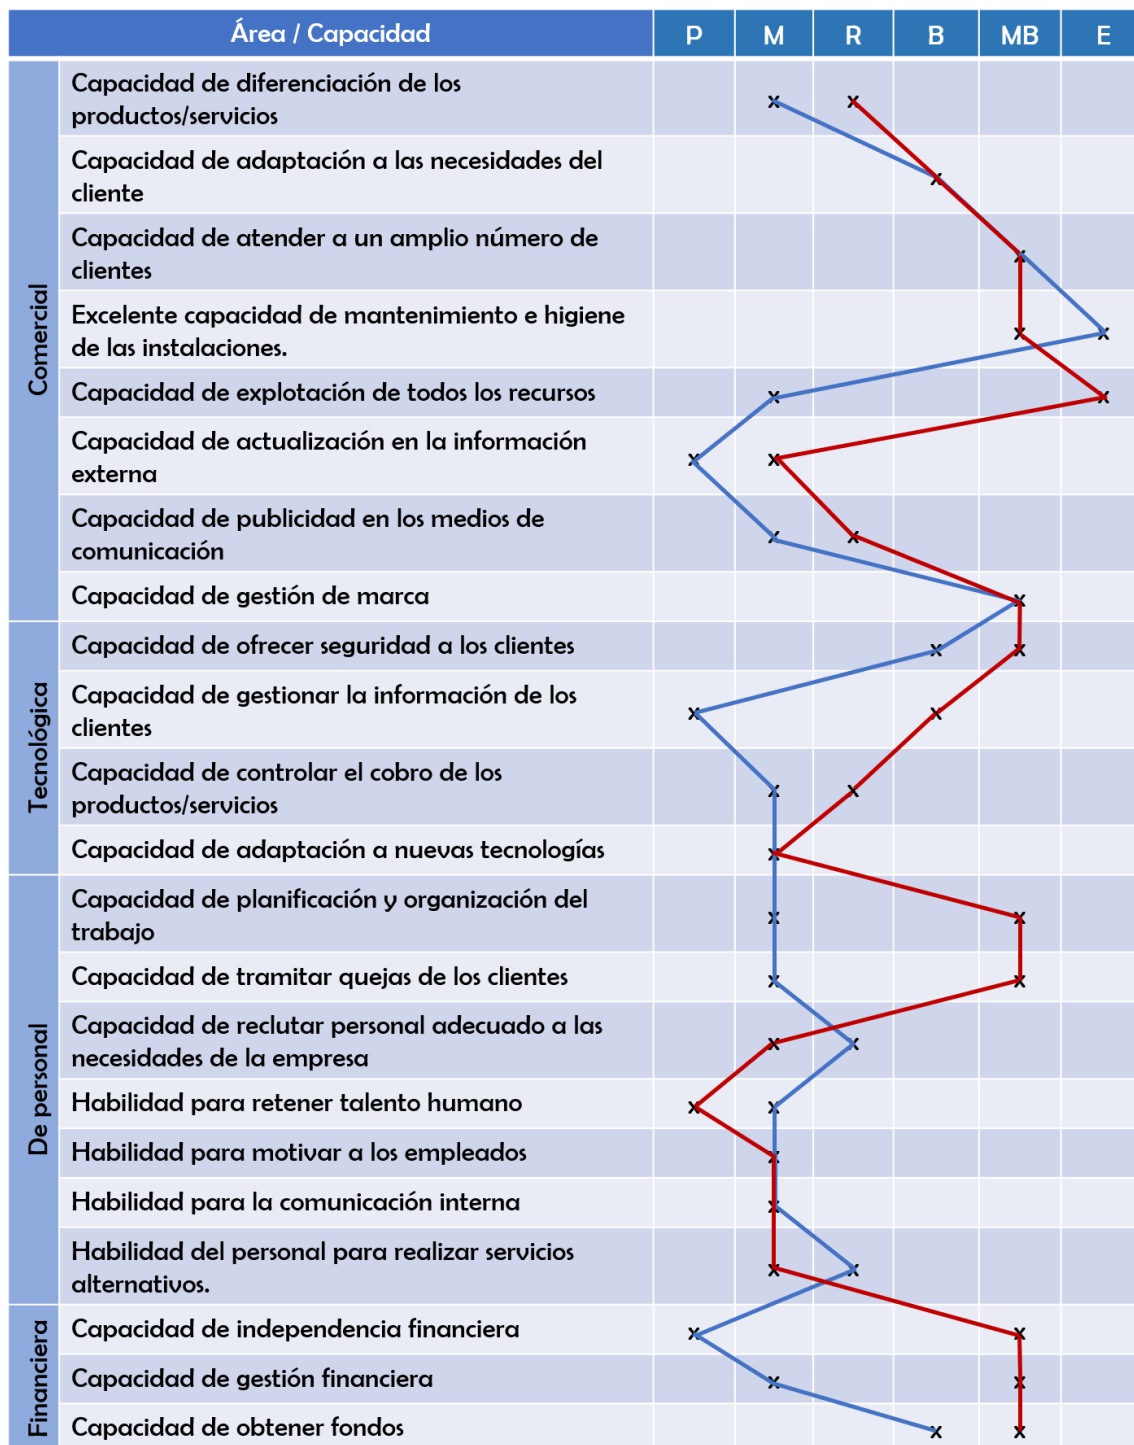 Área / Capacidad P M R B MB E
Comercial
Capacidad de diferenciación de los
productos/servicios
x x
Capacidad de adaptación a las necesidades del
cliente
x
Capacidad de atender a un amplio número de
clientes
x
Excelente capacidad de mantenimiento e higiene
de las instalaciones.
x x
Capacidad de explotación de todos los recursos
x x
Capacidad de actualización en la información
externa
x x
Capacidad de publicidad en los medios de
comunicación
x x
Capacidad de gestión de marca
x
Tecnológica
Capacidad de ofrecer seguridad a los clientes
x x
Capacidad de gestionar la información de los
clientes
x x
Capacidad de controlar el cobro de los
productos/servicios
x x
Capacidad de adaptación a nuevas tecnologías
x
De personal
Capacidad de planificación y organización del
trabajo
x x
Capacidad de tramitar quejas de los clientes
x x
Capacidad de reclutar personal adecuado a las
necesidades de la empresa
x x
Habilidad para retener talento humano
x x
Habilidad para motivar a los empleados
x
Habilidad para la comunicación interna
x
Habilidad del personal para realizar servicios
alternativos.
x x
Financiera
Capacidad de independencia financiera
x x
Capacidad de gestión financiera
x x
Capacidad de obtener fondos
x x